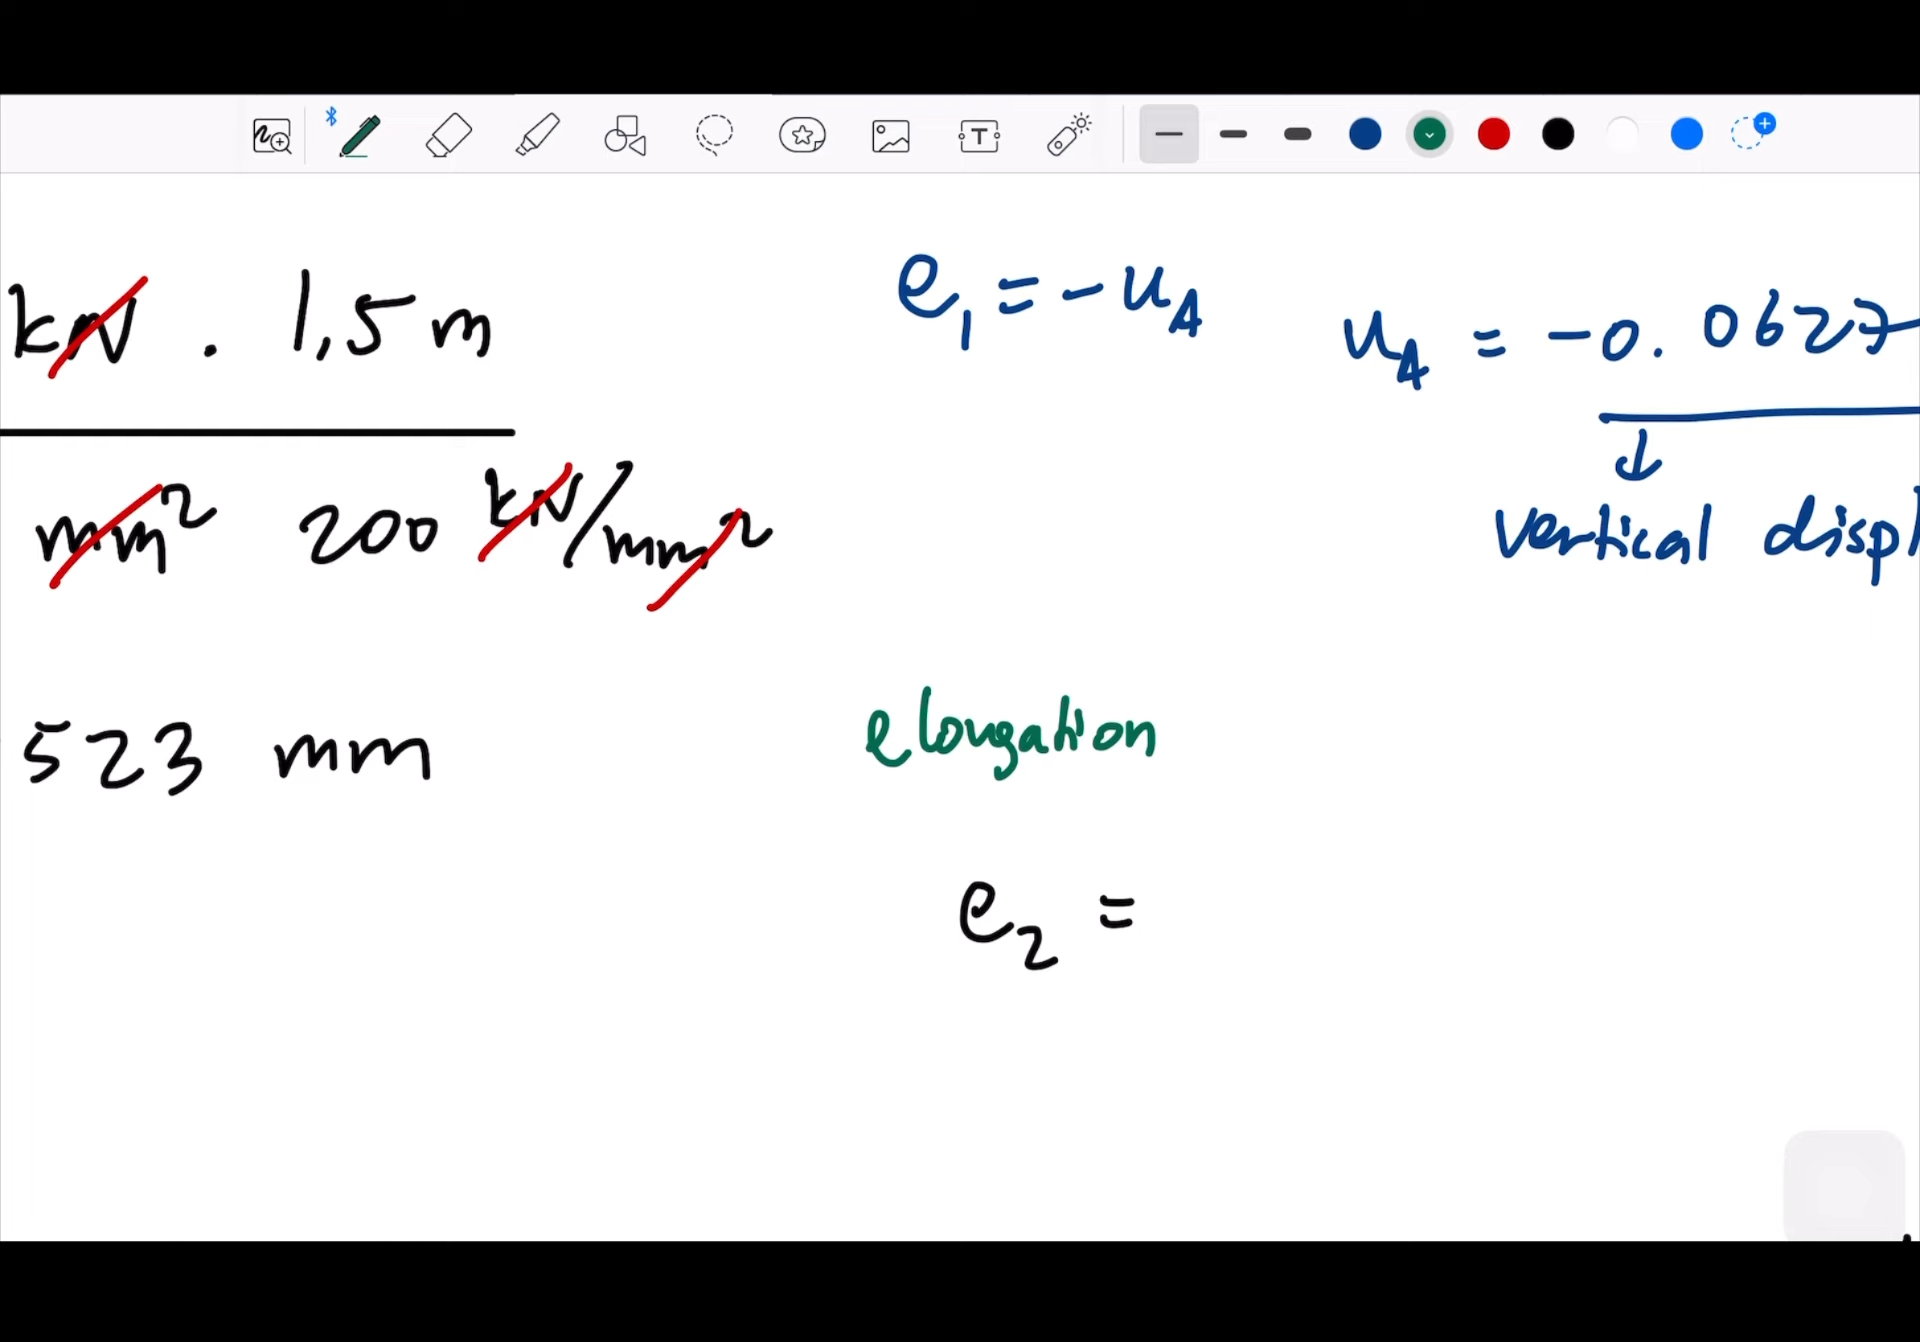 kN . 1,5 m
mm² 200 kN/mm²
523 mm
e₁ = -u_A
u_A = -0.0627
vertical displ
elongation
e₂ =